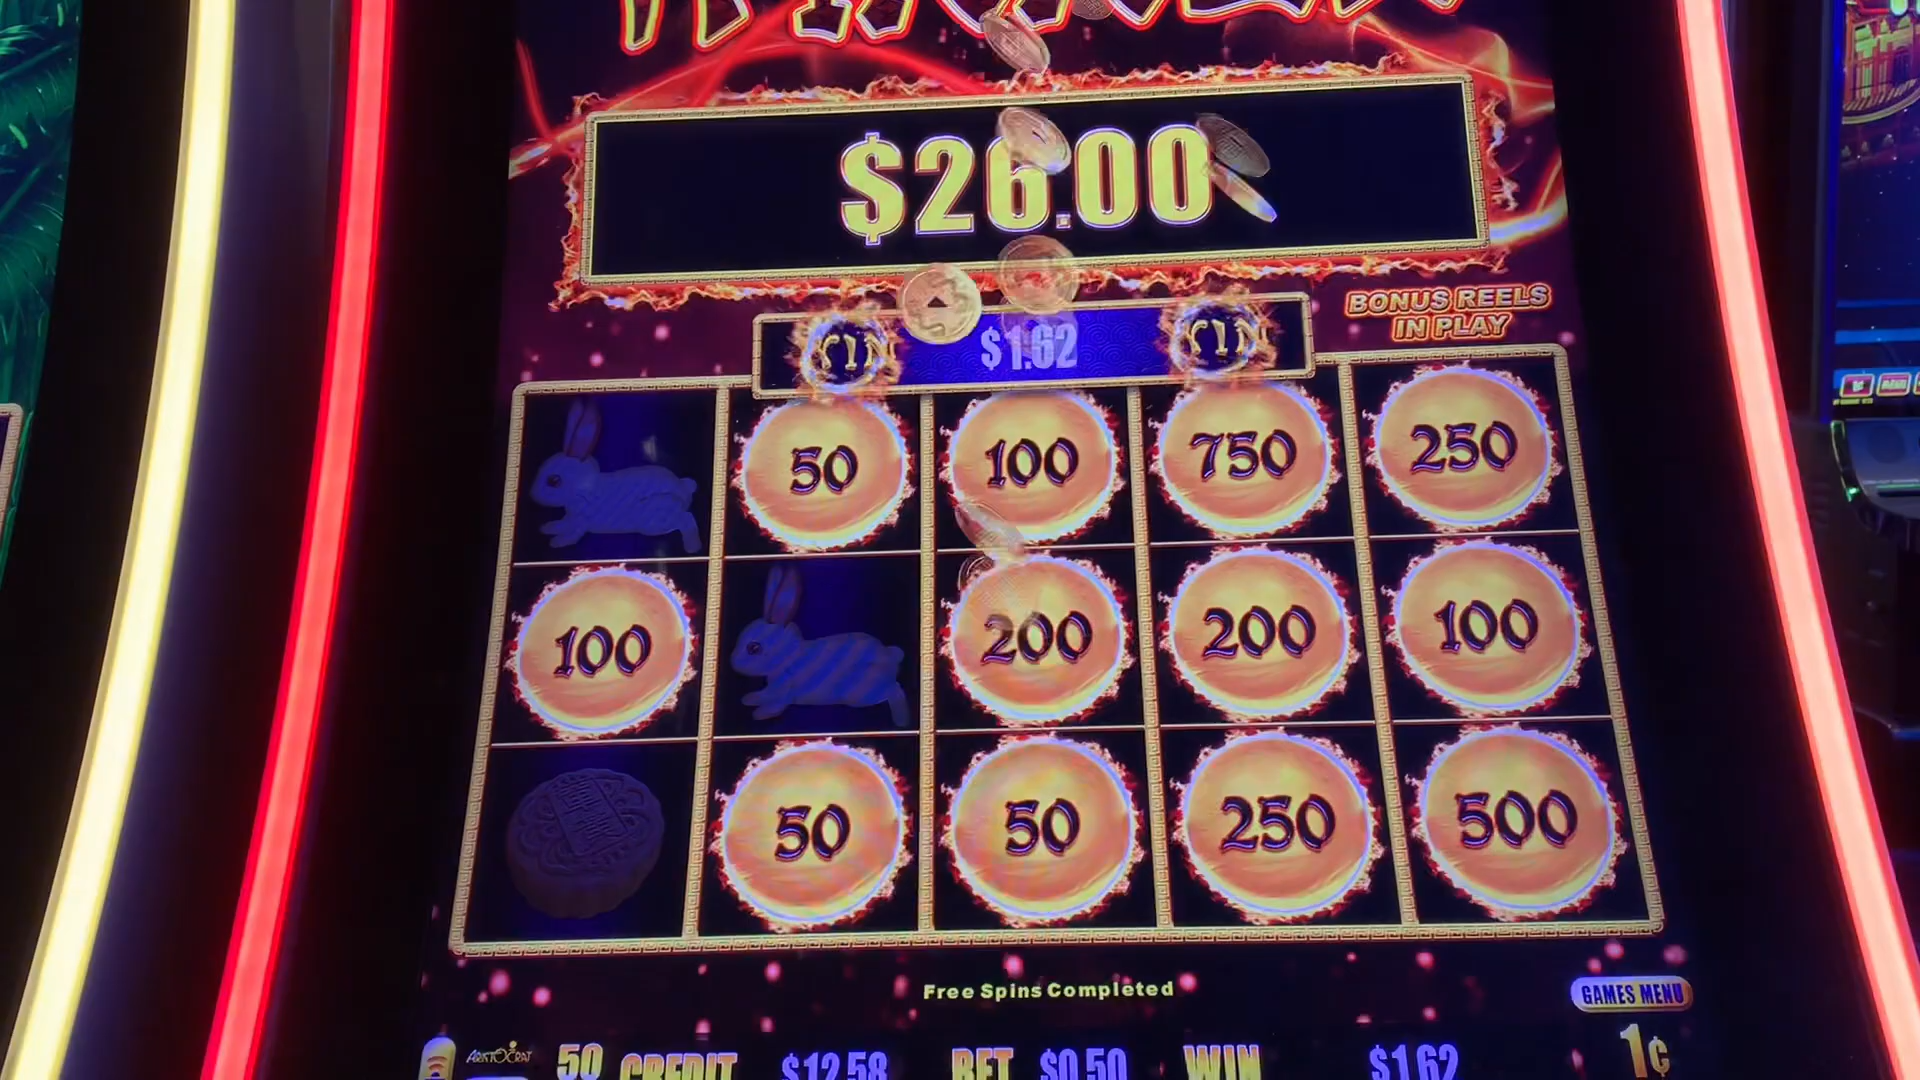 $26.00
BONUS REELS
IN PLAY
$1.62
50 100 750 250
100 200 200 100
50 50 250 500
Free Spins Completed
GAMES MENU
ARISTOCRAT 50 CREDIT $12.58 BET $0.50 WIN $1.62 1¢